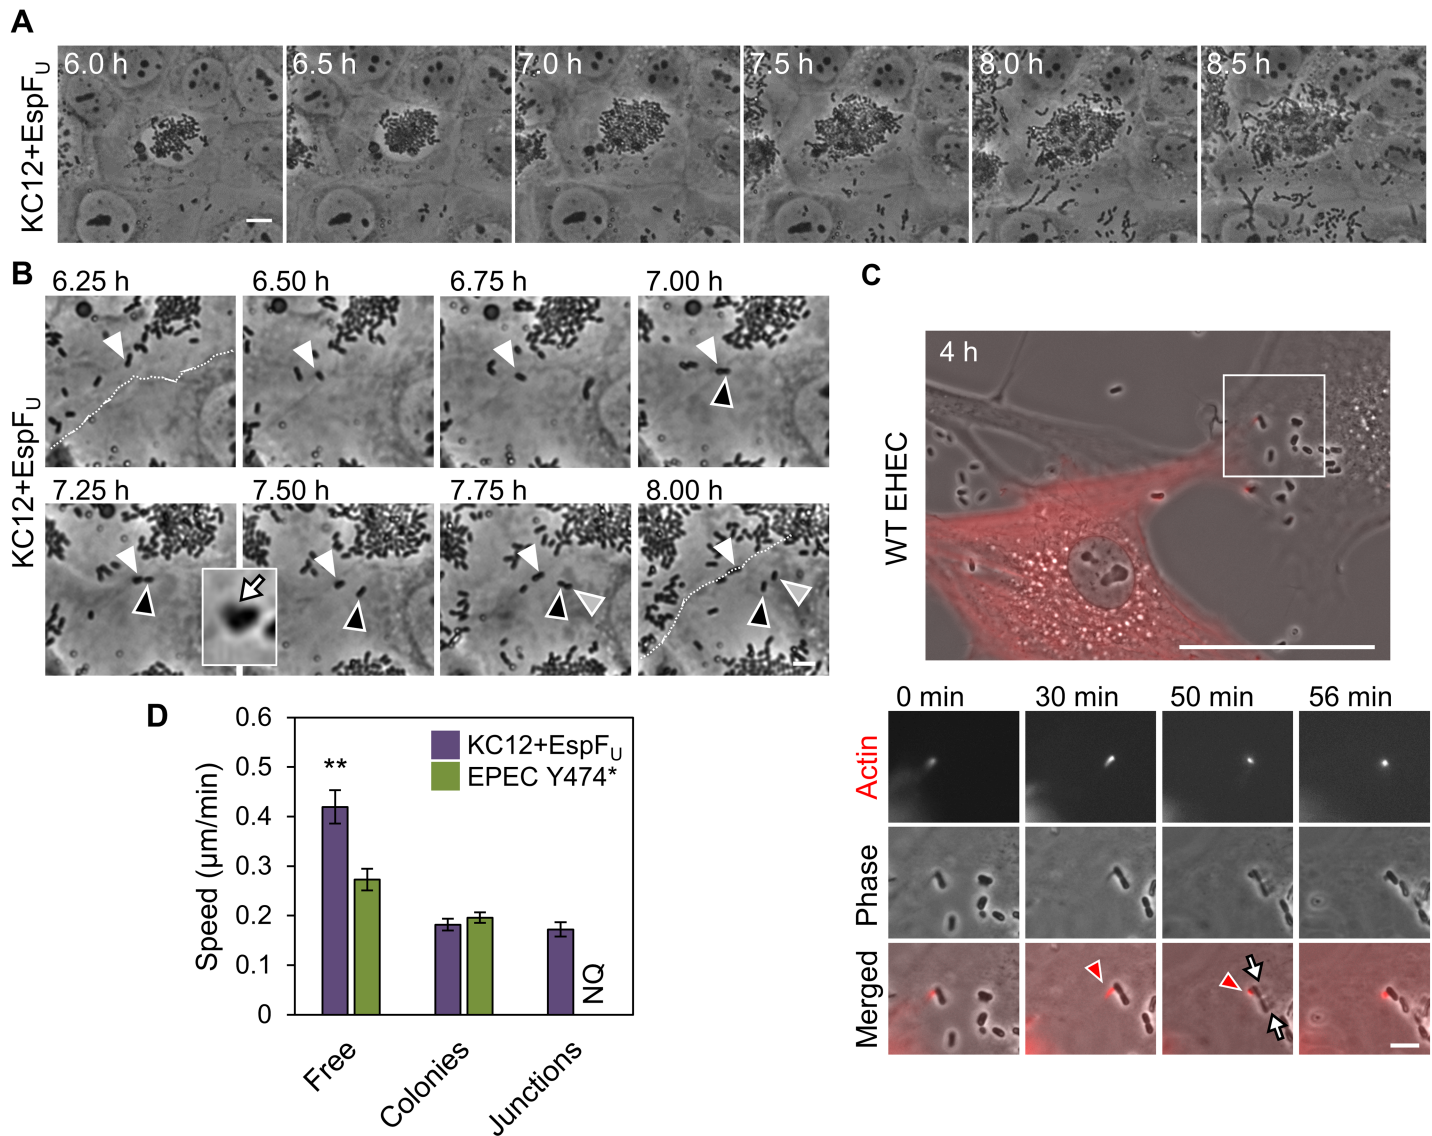 A
KC12+EspFU
6.0 h
6.5 h
7.0 h
7.5 h
8.0 h
8.5 h
B
KC12+EspFU
6.25 h
6.50 h
6.75 h
7.00 h
7.25 h
7.50 h
7.75 h
8.00 h
C
WT EHEC
4 h
0 min
30 min
50 min
56 min
Actin
Phase
Merged
D
Speed (µm/min)
0.6
0.5
0.4
0.3
0.2
0.1
0
**
KC12+EspFU
EPEC Y474*
NQ
Free
Colonies
Junctions